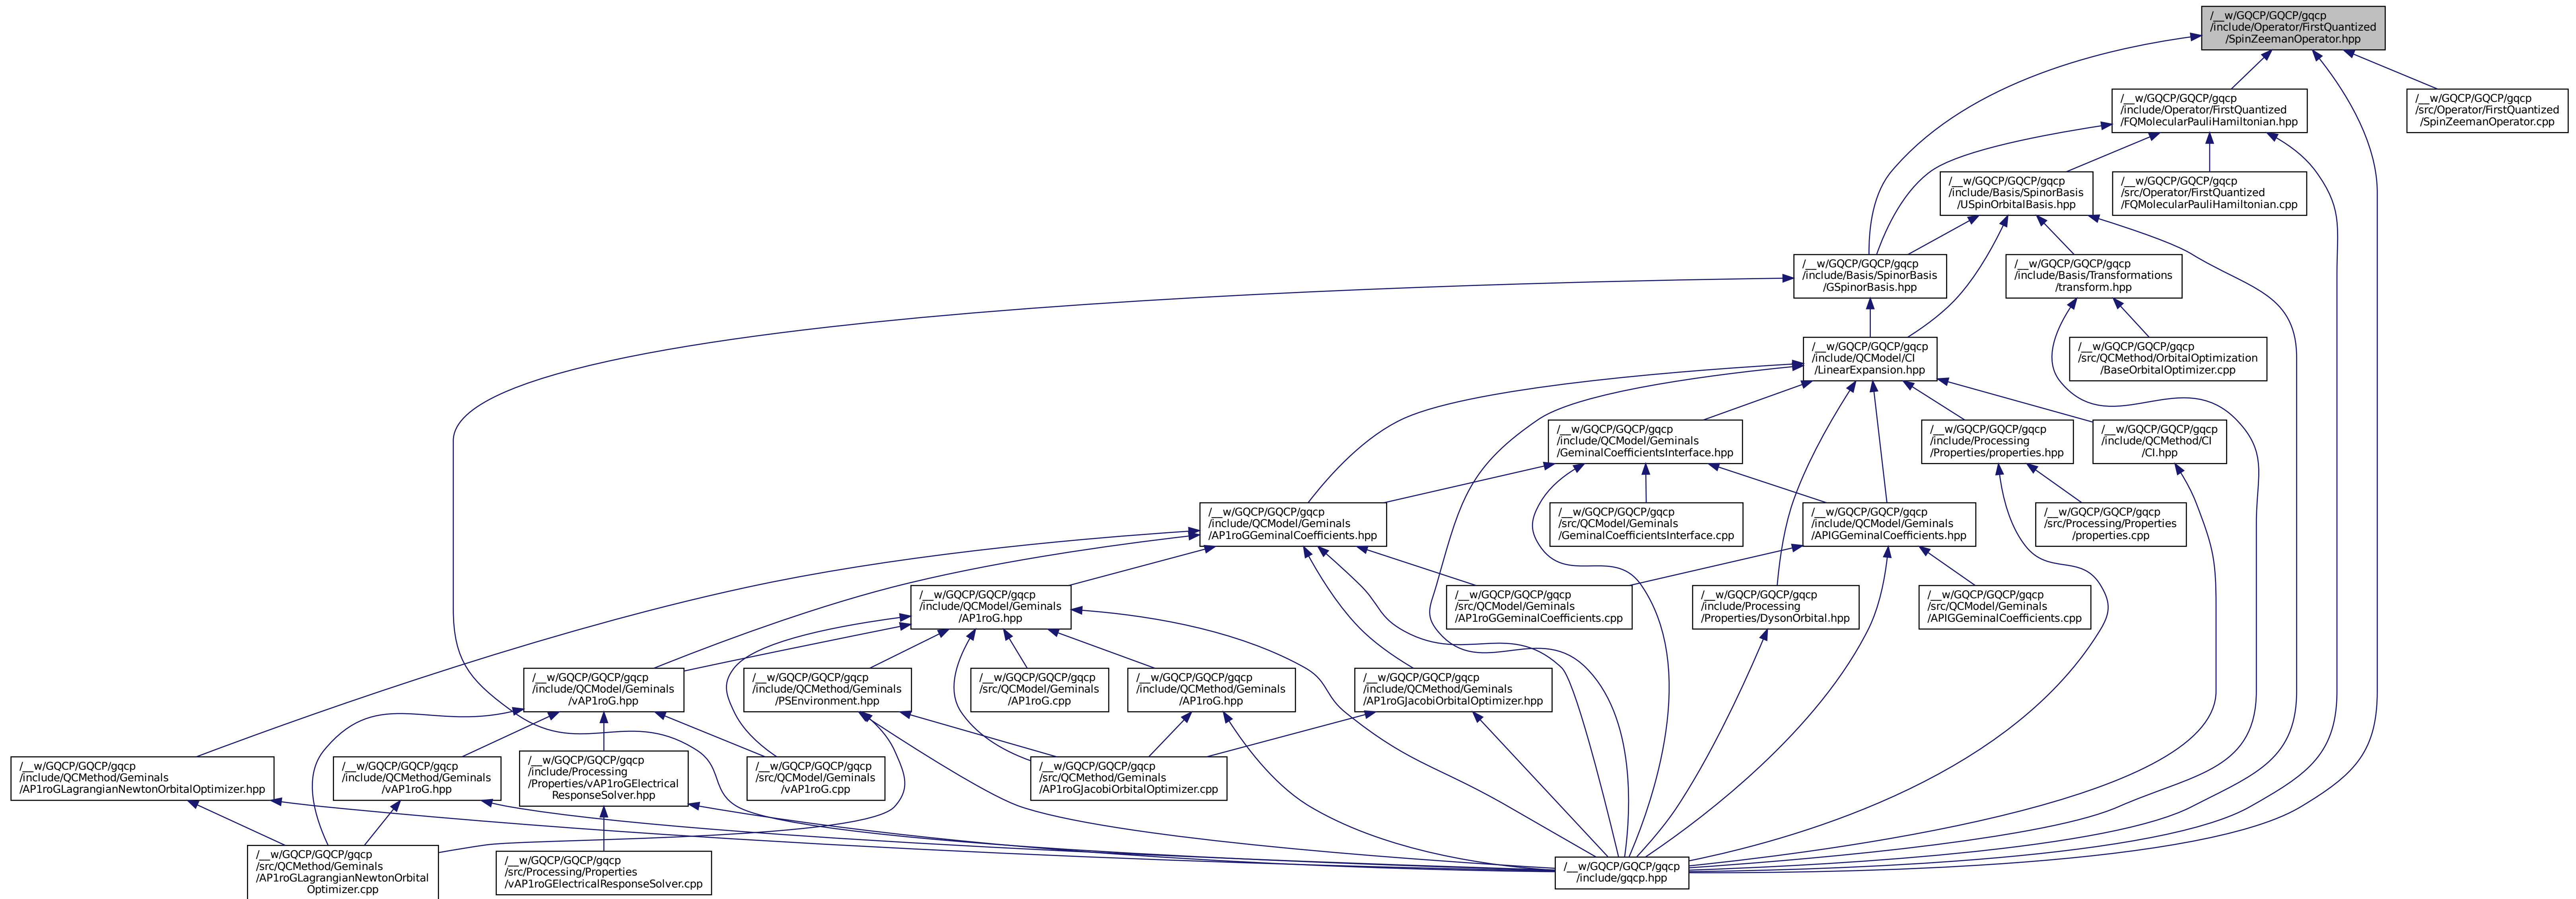 /__w/GQCP/GQCP/gqcp
/include/Operator/FirstQuantized
/SpinZeemanOperator.hpp
/__w/GQCP/GQCP/gqcp
/include/Operator/FirstQuantized
/FQMolecularPauliHamiltonian.hpp
/__w/GQCP/GQCP/gqcp
/src/Operator/FirstQuantized
/SpinZeemanOperator.cpp
/__w/GQCP/GQCP/gqcp
/include/Basis/SpinorBasis
/USpinOrbitalBasis.hpp
/__w/GQCP/GQCP/gqcp
/src/Operator/FirstQuantized
/FQMolecularPauliHamiltonian.cpp
/__w/GQCP/GQCP/gqcp
/include/Basis/SpinorBasis
/GSpinorBasis.hpp
/__w/GQCP/GQCP/gqcp
/include/Basis/Transformations
/transform.hpp
/__w/GQCP/GQCP/gqcp
/include/QCModel/CI
/LinearExpansion.hpp
/__w/GQCP/GQCP/gqcp
/src/QCMethod/OrbitalOptimization
/BaseOrbitalOptimizer.cpp
/__w/GQCP/GQCP/gqcp
/include/QCModel/Geminals
/GeminalCoefficientsInterface.hpp
/__w/GQCP/GQCP/gqcp
/include/Processing
/Properties/properties.hpp
/__w/GQCP/GQCP/gqcp
/include/QCMethod/CI
/CI.hpp
/__w/GQCP/GQCP/gqcp
/include/QCModel/Geminals
/AP1roGGeminalCoefficients.hpp
/__w/GQCP/GQCP/gqcp
/src/QCModel/Geminals
/GeminalCoefficientsInterface.cpp
/__w/GQCP/GQCP/gqcp
/include/QCModel/Geminals
/APIGGeminalCoefficients.hpp
/__w/GQCP/GQCP/gqcp
/src/Processing/Properties
/properties.cpp
/__w/GQCP/GQCP/gqcp
/include/QCModel/Geminals
/AP1roG.hpp
/__w/GQCP/GQCP/gqcp
/src/QCModel/Geminals
/AP1roGGeminalCoefficients.cpp
/__w/GQCP/GQCP/gqcp
/include/Processing
/Properties/DysonOrbital.hpp
/__w/GQCP/GQCP/gqcp
/src/QCModel/Geminals
/APIGGeminalCoefficients.cpp
/__w/GQCP/GQCP/gqcp
/include/QCModel/Geminals
/vAP1roG.hpp
/__w/GQCP/GQCP/gqcp
/include/QCMethod/Geminals
/PSEnvironment.hpp
/__w/GQCP/GQCP/gqcp
/src/QCModel/Geminals
/AP1roG.cpp
/__w/GQCP/GQCP/gqcp
/include/QCMethod/Geminals
/AP1roG.hpp
/__w/GQCP/GQCP/gqcp
/include/QCMethod/Geminals
/AP1roGJacobiOrbitalOptimizer.hpp
/__w/GQCP/GQCP/gqcp
/include/QCMethod/Geminals
/AP1roGLagrangianNewtonOrbitalOptimizer.hpp
/__w/GQCP/GQCP/gqcp
/include/QCMethod/Geminals
/vAP1roG.hpp
/__w/GQCP/GQCP/gqcp
/include/Processing
/Properties/vAP1roGElectrical
ResponseSolver.hpp
/__w/GQCP/GQCP/gqcp
/src/QCModel/Geminals
/vAP1roG.cpp
/__w/GQCP/GQCP/gqcp
/src/QCMethod/Geminals
/AP1roGJacobiOrbitalOptimizer.cpp
/__w/GQCP/GQCP/gqcp
/src/QCMethod/Geminals
/AP1roGLagrangianNewtonOrbital
Optimizer.cpp
/__w/GQCP/GQCP/gqcp
/src/Processing/Properties
/vAP1roGElectricalResponseSolver.cpp
/__w/GQCP/GQCP/gqcp
/include/gqcp.hpp